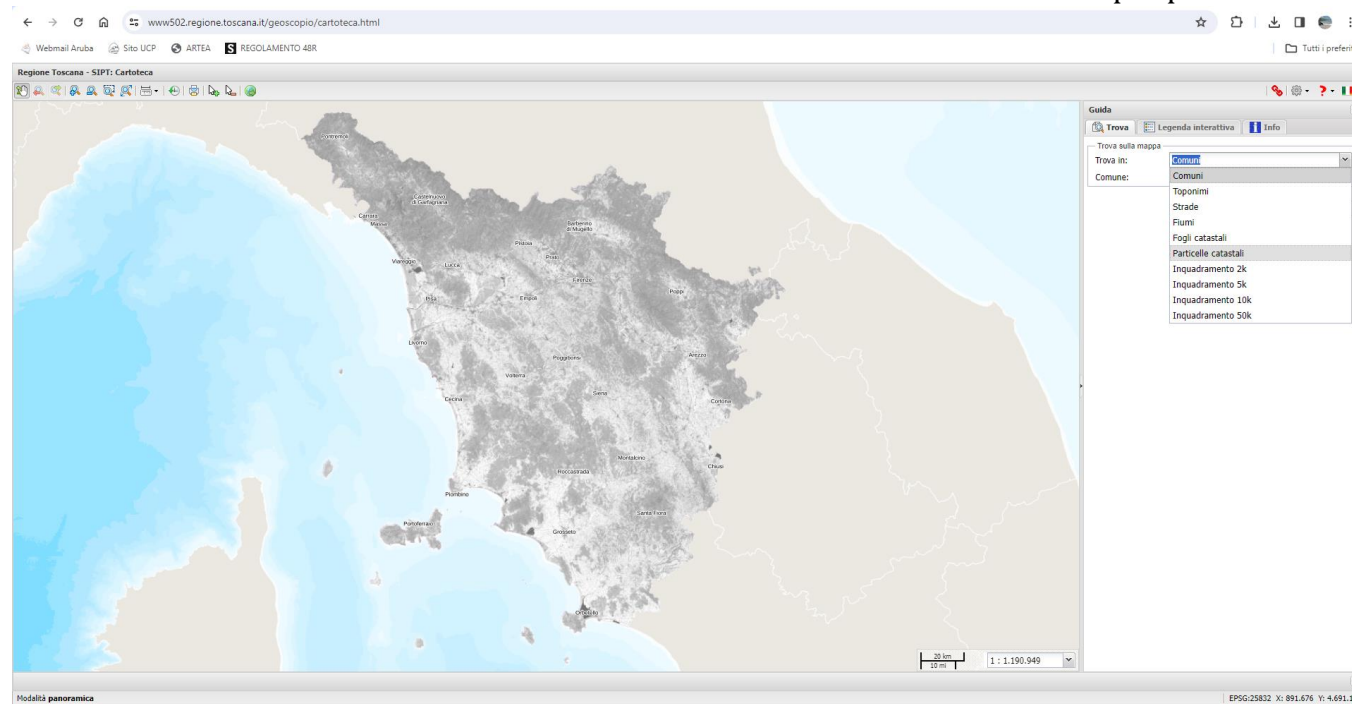 www502.regione.toscana.it/geoscopio/cartoteca.html
Webmail Aruba Sito UCP ARTEA S REGOLAMENTO 48R Tutti i preferit
Regione Toscana - SIPT: Cartoteca
Guida
Trova Legenda interattiva Info
Trova sulla mappa
Trova in: Comuni
Comune: Comuni
Toponimi
Strade
Fiumi
Fogli catastali
Particelle catastali
Inquadramento 2k
Inquadramento 5k
Inquadramento 10k
Inquadramento 50k
Pontremoli
Castelnuovo
di Garfagnana
Carrara
Massa
Barberino
di Mugello
Pistoia
Prato
Viareggio
Lucca
Firenze
Pisa
Empoli
Poppi
Livorno
Poggibonsi
Arezzo
Volterra
Siena
Cecina
Cortona
Montalcino
Chiusi
Roccastrada
Piombino
Santa Fiora
Portoferraio
Grosseto
Orbetello
20 km
10 mi
1 : 1.190.949
Modalità panoramica EPSG:25832 X: 891.676 Y: 4.691.1